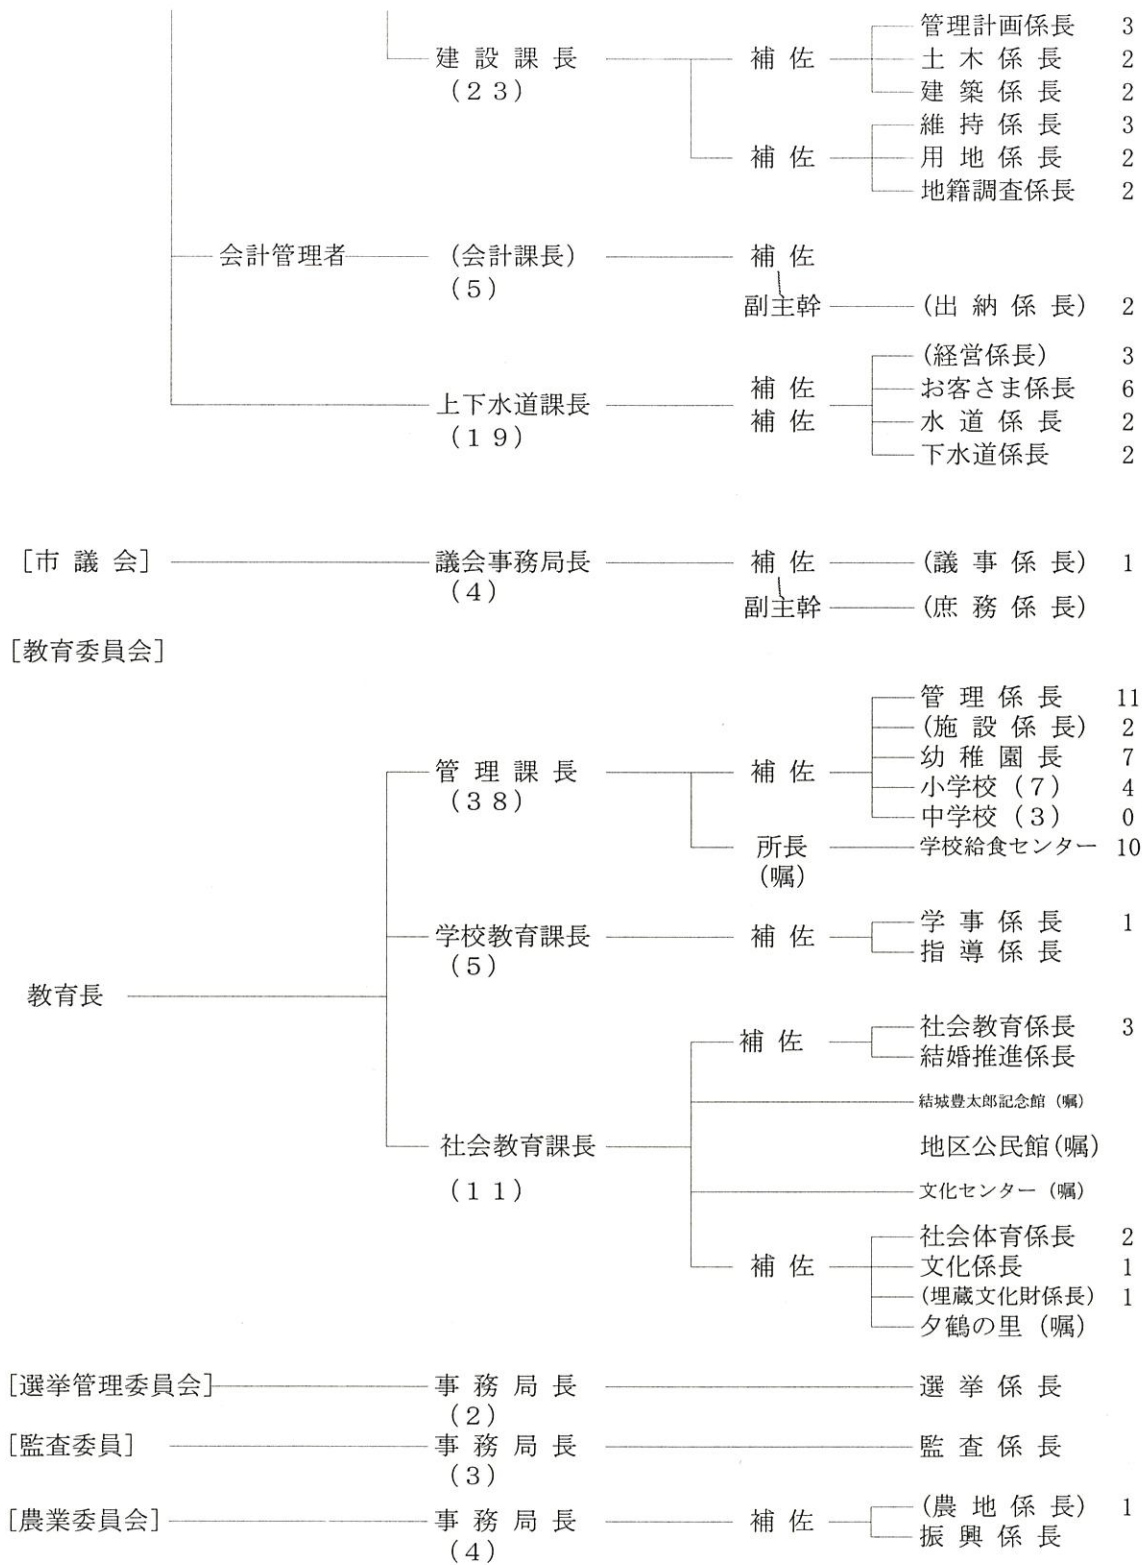 管理計画係長 3
建設課長 補佐 土木係長 2
(23)
建築係長 2
維持係長 3
補佐 用地係長 2
地籍調査係長 2
会計管理者 (会計課長) 補佐
(5)
副主幹 (出納係長) 2
(経営係長) 3
補佐 お客さま係長 6
上下水道課長
補佐 水道係長 2
(19)
下水道係長 2
[市議会] 議会事務局長 補佐 (議事係長) 1
(4)
副主幹 (庶務係長)
[教育委員会]
管理係長 11
(施設係長) 2
管理課長 補佐 幼稚園長 7
(38)
小学校(7) 4
中学校(3) 0
所長 学校給食センター 10
(嘱)
学校教育課長 補佐 学事係長 1
(5)
指導係長
教育長
補佐 社会教育係長 3
結婚推進係長
結城豊太郎記念館(嘱)
社会教育課長 地区公民館(嘱)
(11)
文化センター(嘱)
社会体育係長 2
補佐 文化係長 1
(埋蔵文化財係長) 1
夕鶴の里(嘱)
[選挙管理委員会] 事務局長 選挙係長
(2)
[監査委員] 事務局長 監査係長
(3)
[農業委員会] 事務局長 補佐 (農地係長) 1
(4)
振興係長